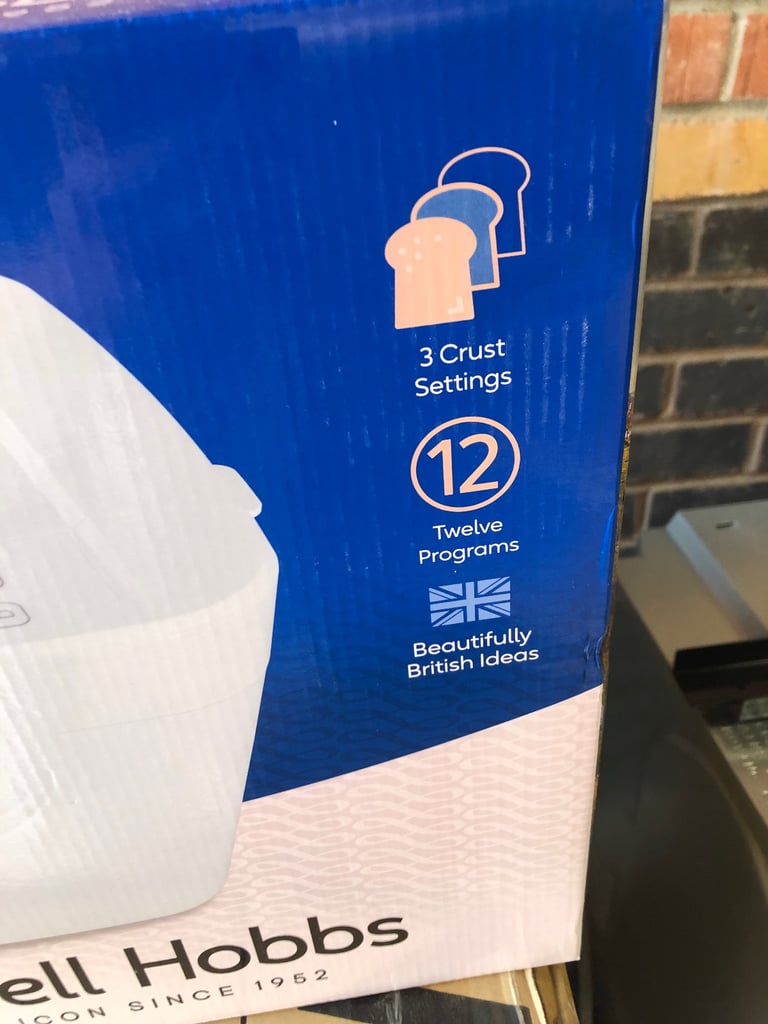 3 Crust
Settings
12
Twelve
Programs
Beautifully
British Ideas
ell Hobbs
ICON SINCE 1952